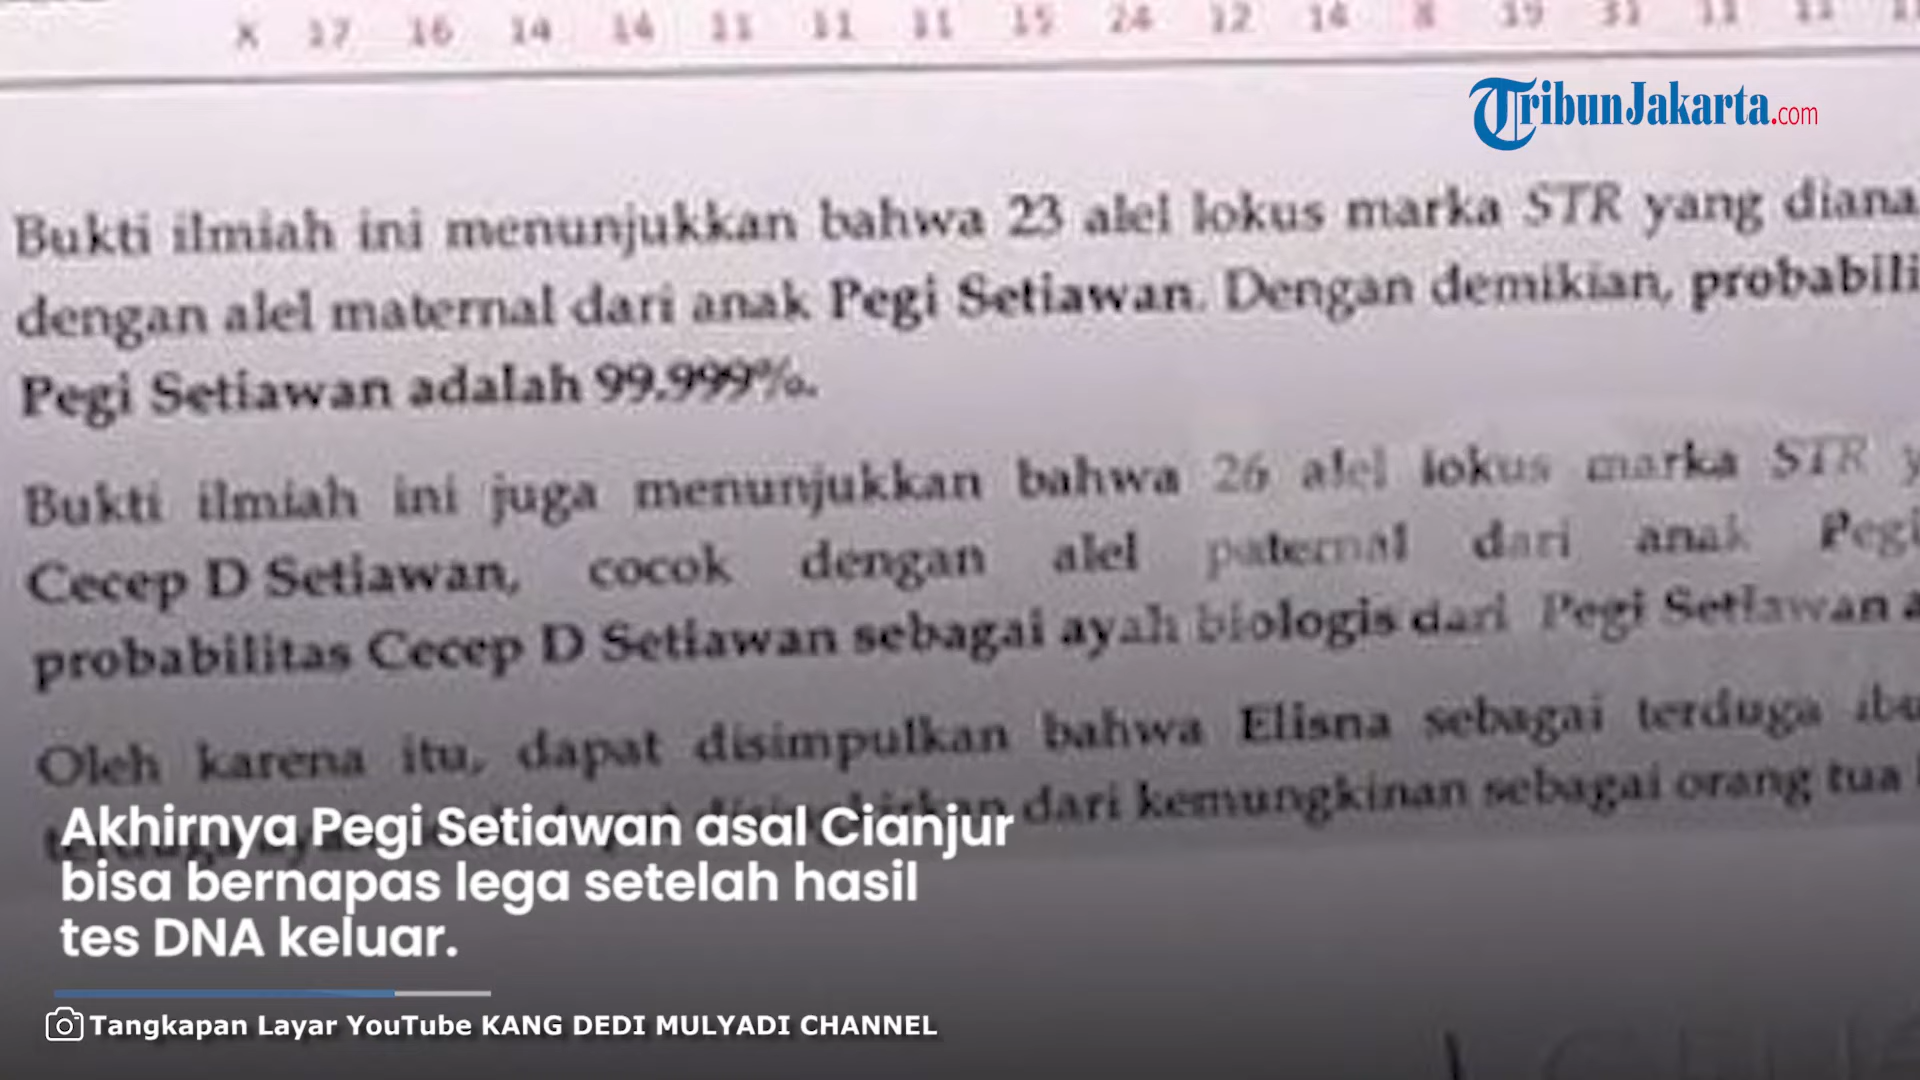 X 17 16 14 14 11 11 11 15 24 12 14 8 19 31 11 11
TribunJakarta.com
Bukti ilmiah ini menunjukkan bahwa 23 alel lokus marka STR yang diana
dengan alel maternal dari anak Pegi Setiawan. Dengan demikian, probabili
Pegi Setiawan adalah 99.999%.
Bukti ilmiah ini juga menunjukkan bahwa 26 alel lokus marka STR y
Cecep D Setiawan, cocok dengan alel paternal dari anak Pegi
probabilitas Cecep D Setiawan sebagai ayah biologis dari Pegi Setiawan a
Oleh karena itu, dapat disimpulkan bahwa Elisna sebagai terduga ibu
dari kemungkinan sebagai orang tua
Akhirnya Pegi Setiawan asal Cianjur
bisa bernapas lega setelah hasil
tes DNA keluar.
Tangkapan Layar YouTube KANG DEDI MULYADI CHANNEL